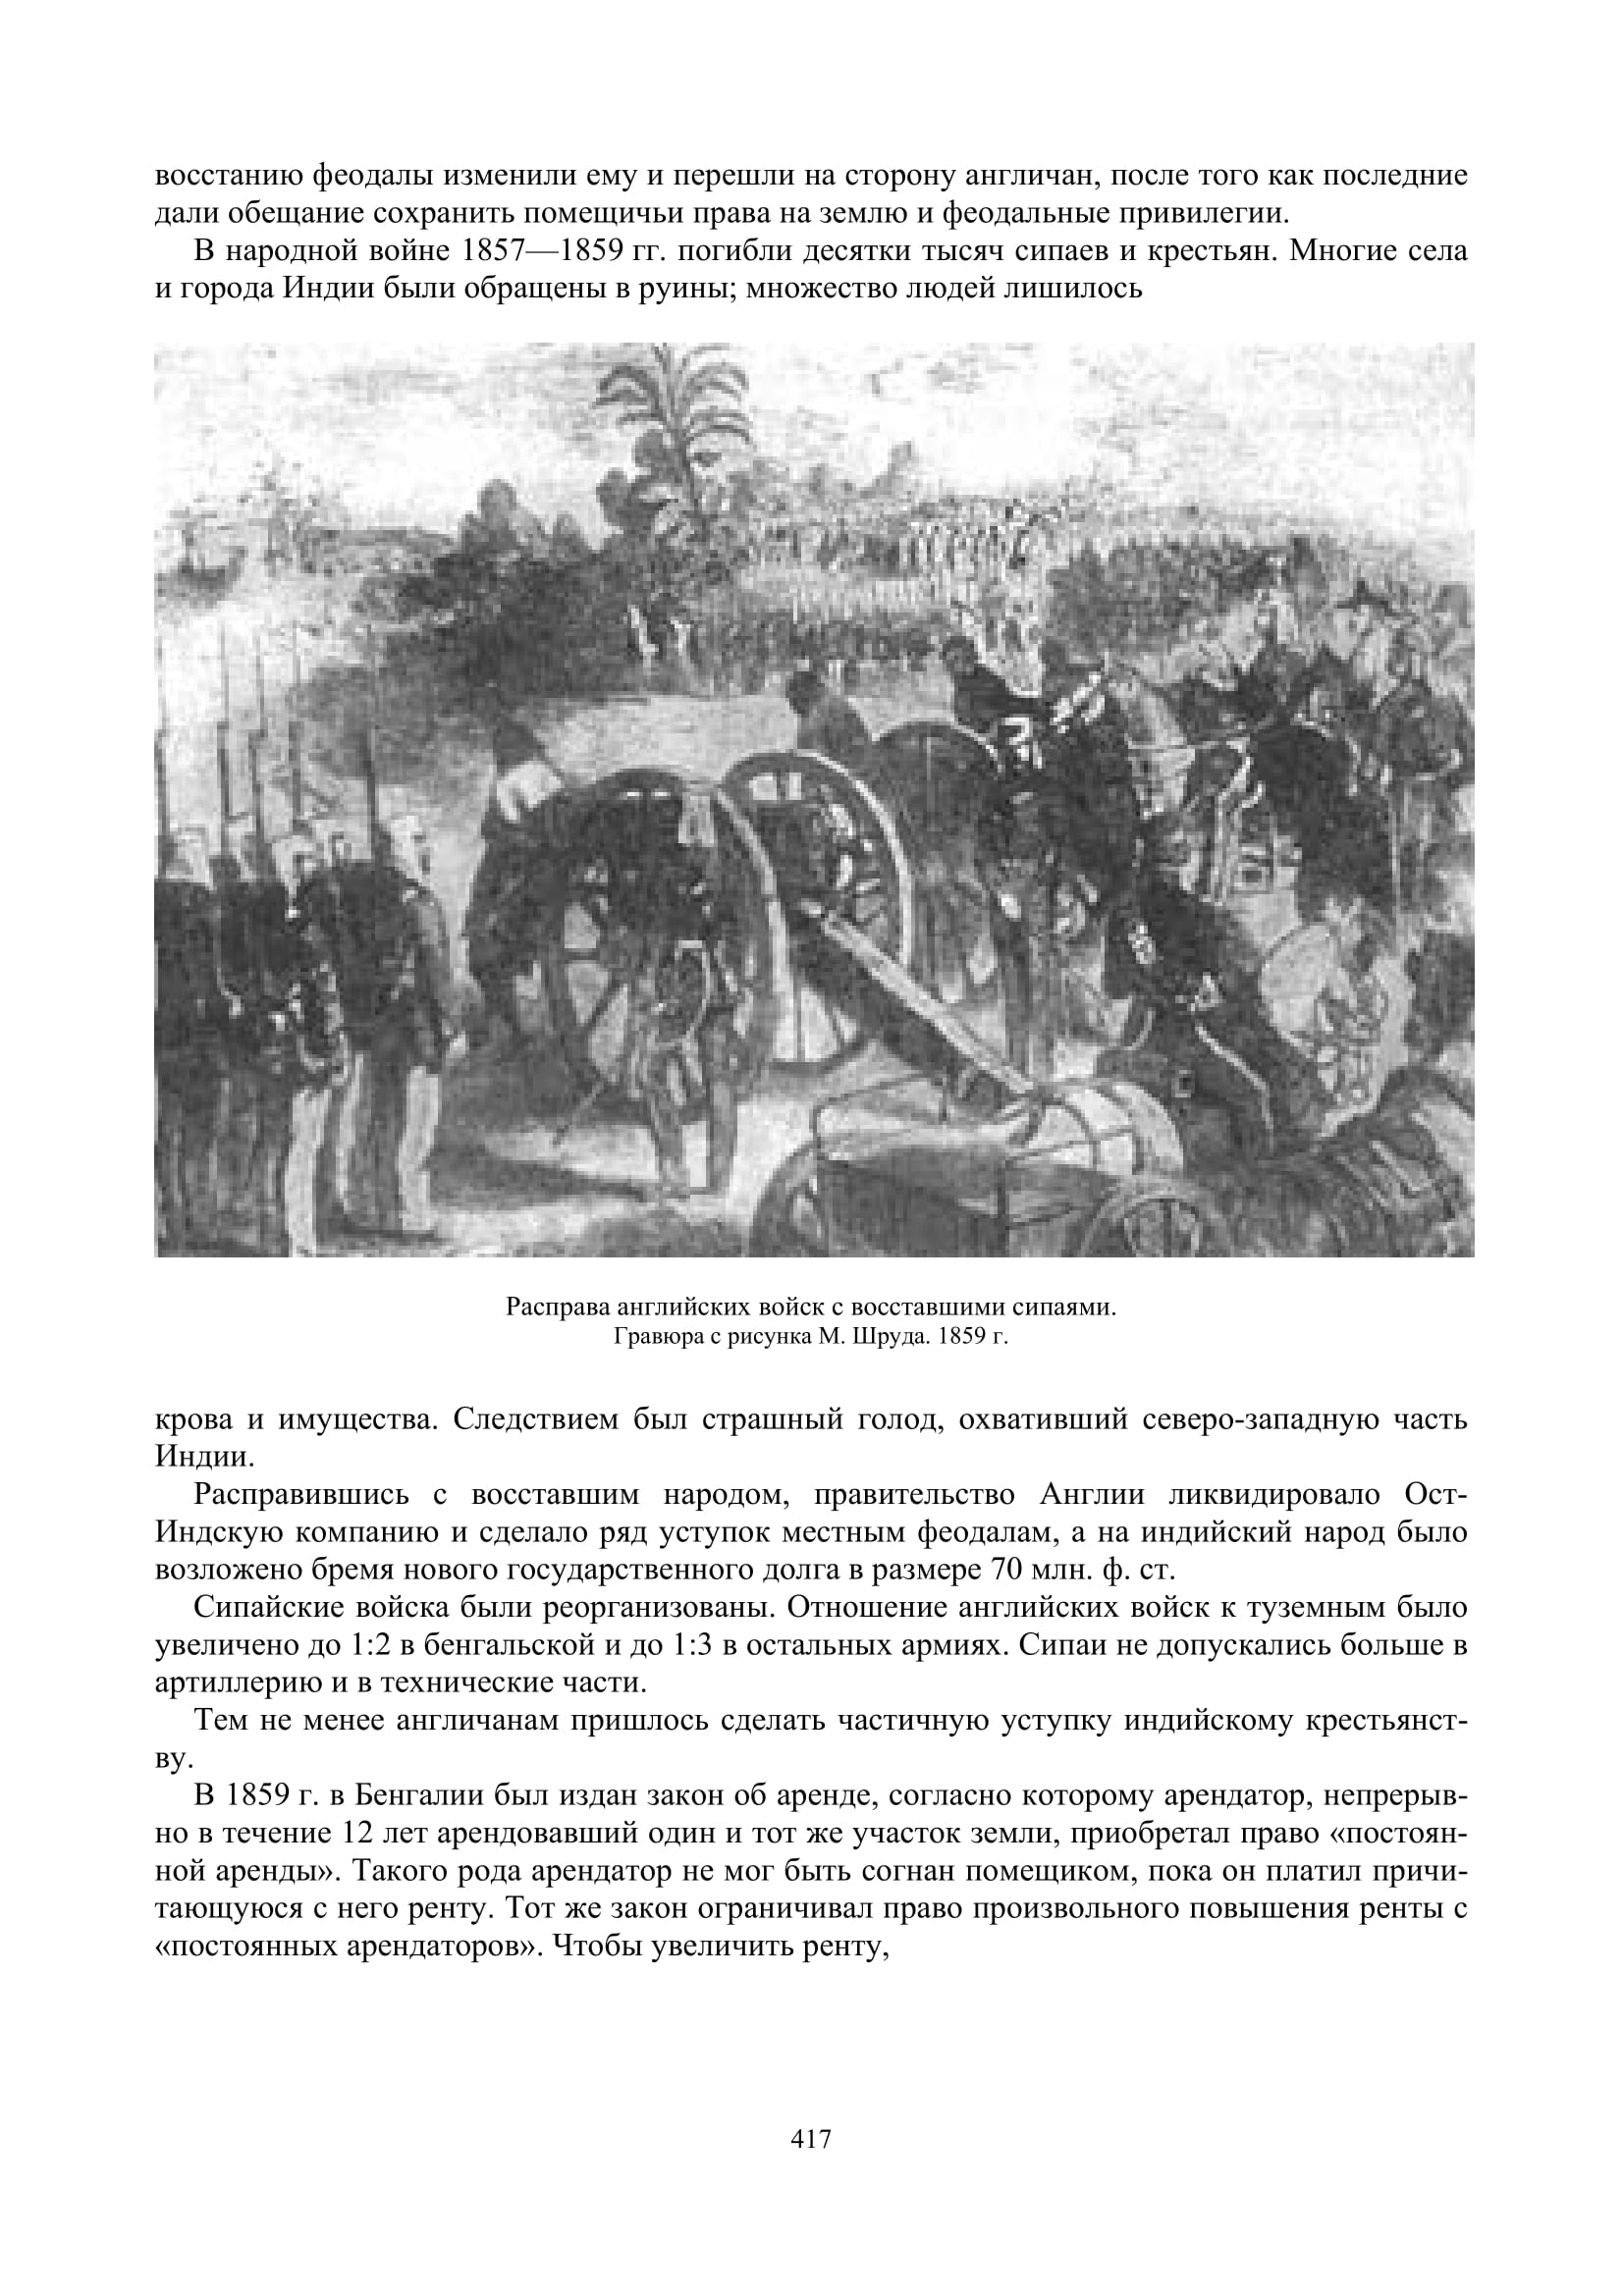 восстанию феодалы изменили ему и перешли на сторону англичан, после того как последние
дали обещание сохранить помещичьи права на землю и феодальные привилегии.
В народной войне 1857—1859 гг. погибли десятки тысяч сипаев и крестьян. Многие села
и города Индии были обращены в руины; множество людей лишилось
Расправа английских войск с восставшими сипаями.
Гравюра с рисунка М. Шруда. 1859 г.
крова и имущества. Следствием был страшный голод, охвативший северо-западную часть
Индии.
Расправившись с восставшим народом, правительство Англии ликвидировало Ост-
Индскую компанию и сделало ряд уступок местным феодалам, а на индийский народ было
возложено бремя нового государственного долга в размере 70 млн. ф. ст.
Сипайские войска были реорганизованы. Отношение английских войск к туземным было
увеличено до 1:2 в бенгальской и до 1:3 в остальных армиях. Сипаи не допускались больше в
артиллерию и в технические части.
Тем не менее англичанам пришлось сделать частичную уступку индийскому крестьянст-
ву.
В 1859 г. в Бенгалии был издан закон об аренде, согласно которому арендатор, непрерыв-
но в течение 12 лет арендовавший один и тот же участок земли, приобретал право «постоян-
ной аренды». Такого рода арендатор не мог быть согнан помещиком, пока он платил причи-
тающуюся с него ренту. Тот же закон ограничивал право произвольного повышения ренты с
«постоянных арендаторов». Чтобы увеличить ренту,
417